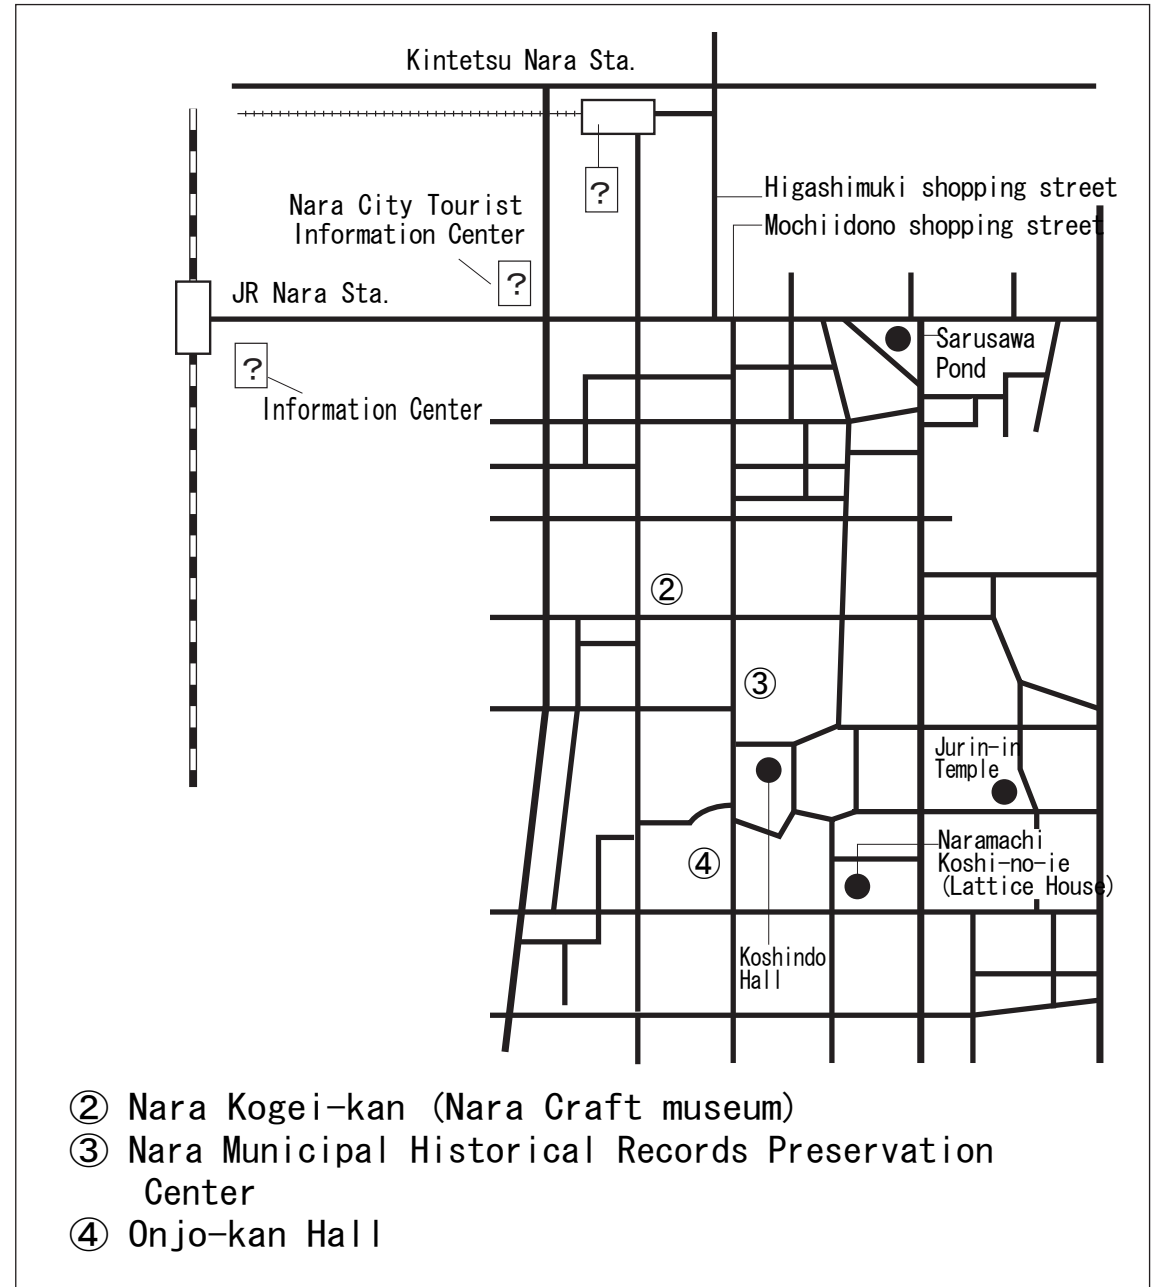 Kintetsu Nara Sta.
?
Higashimuki shopping street
Nara City Tourist
Information Center
Mochiidono shopping street
?
JR Nara Sta.
Sarusawa
Pond
?
Information Center
②
③
Jurin-in
Temple
④
Naramachi
Koshi-no-ie
(Lattice House)
Koshindo
Hall
② Nara Kogei-kan (Nara Craft museum)
③ Nara Municipal Historical Records Preservation
Center
④ Onjo-kan Hall